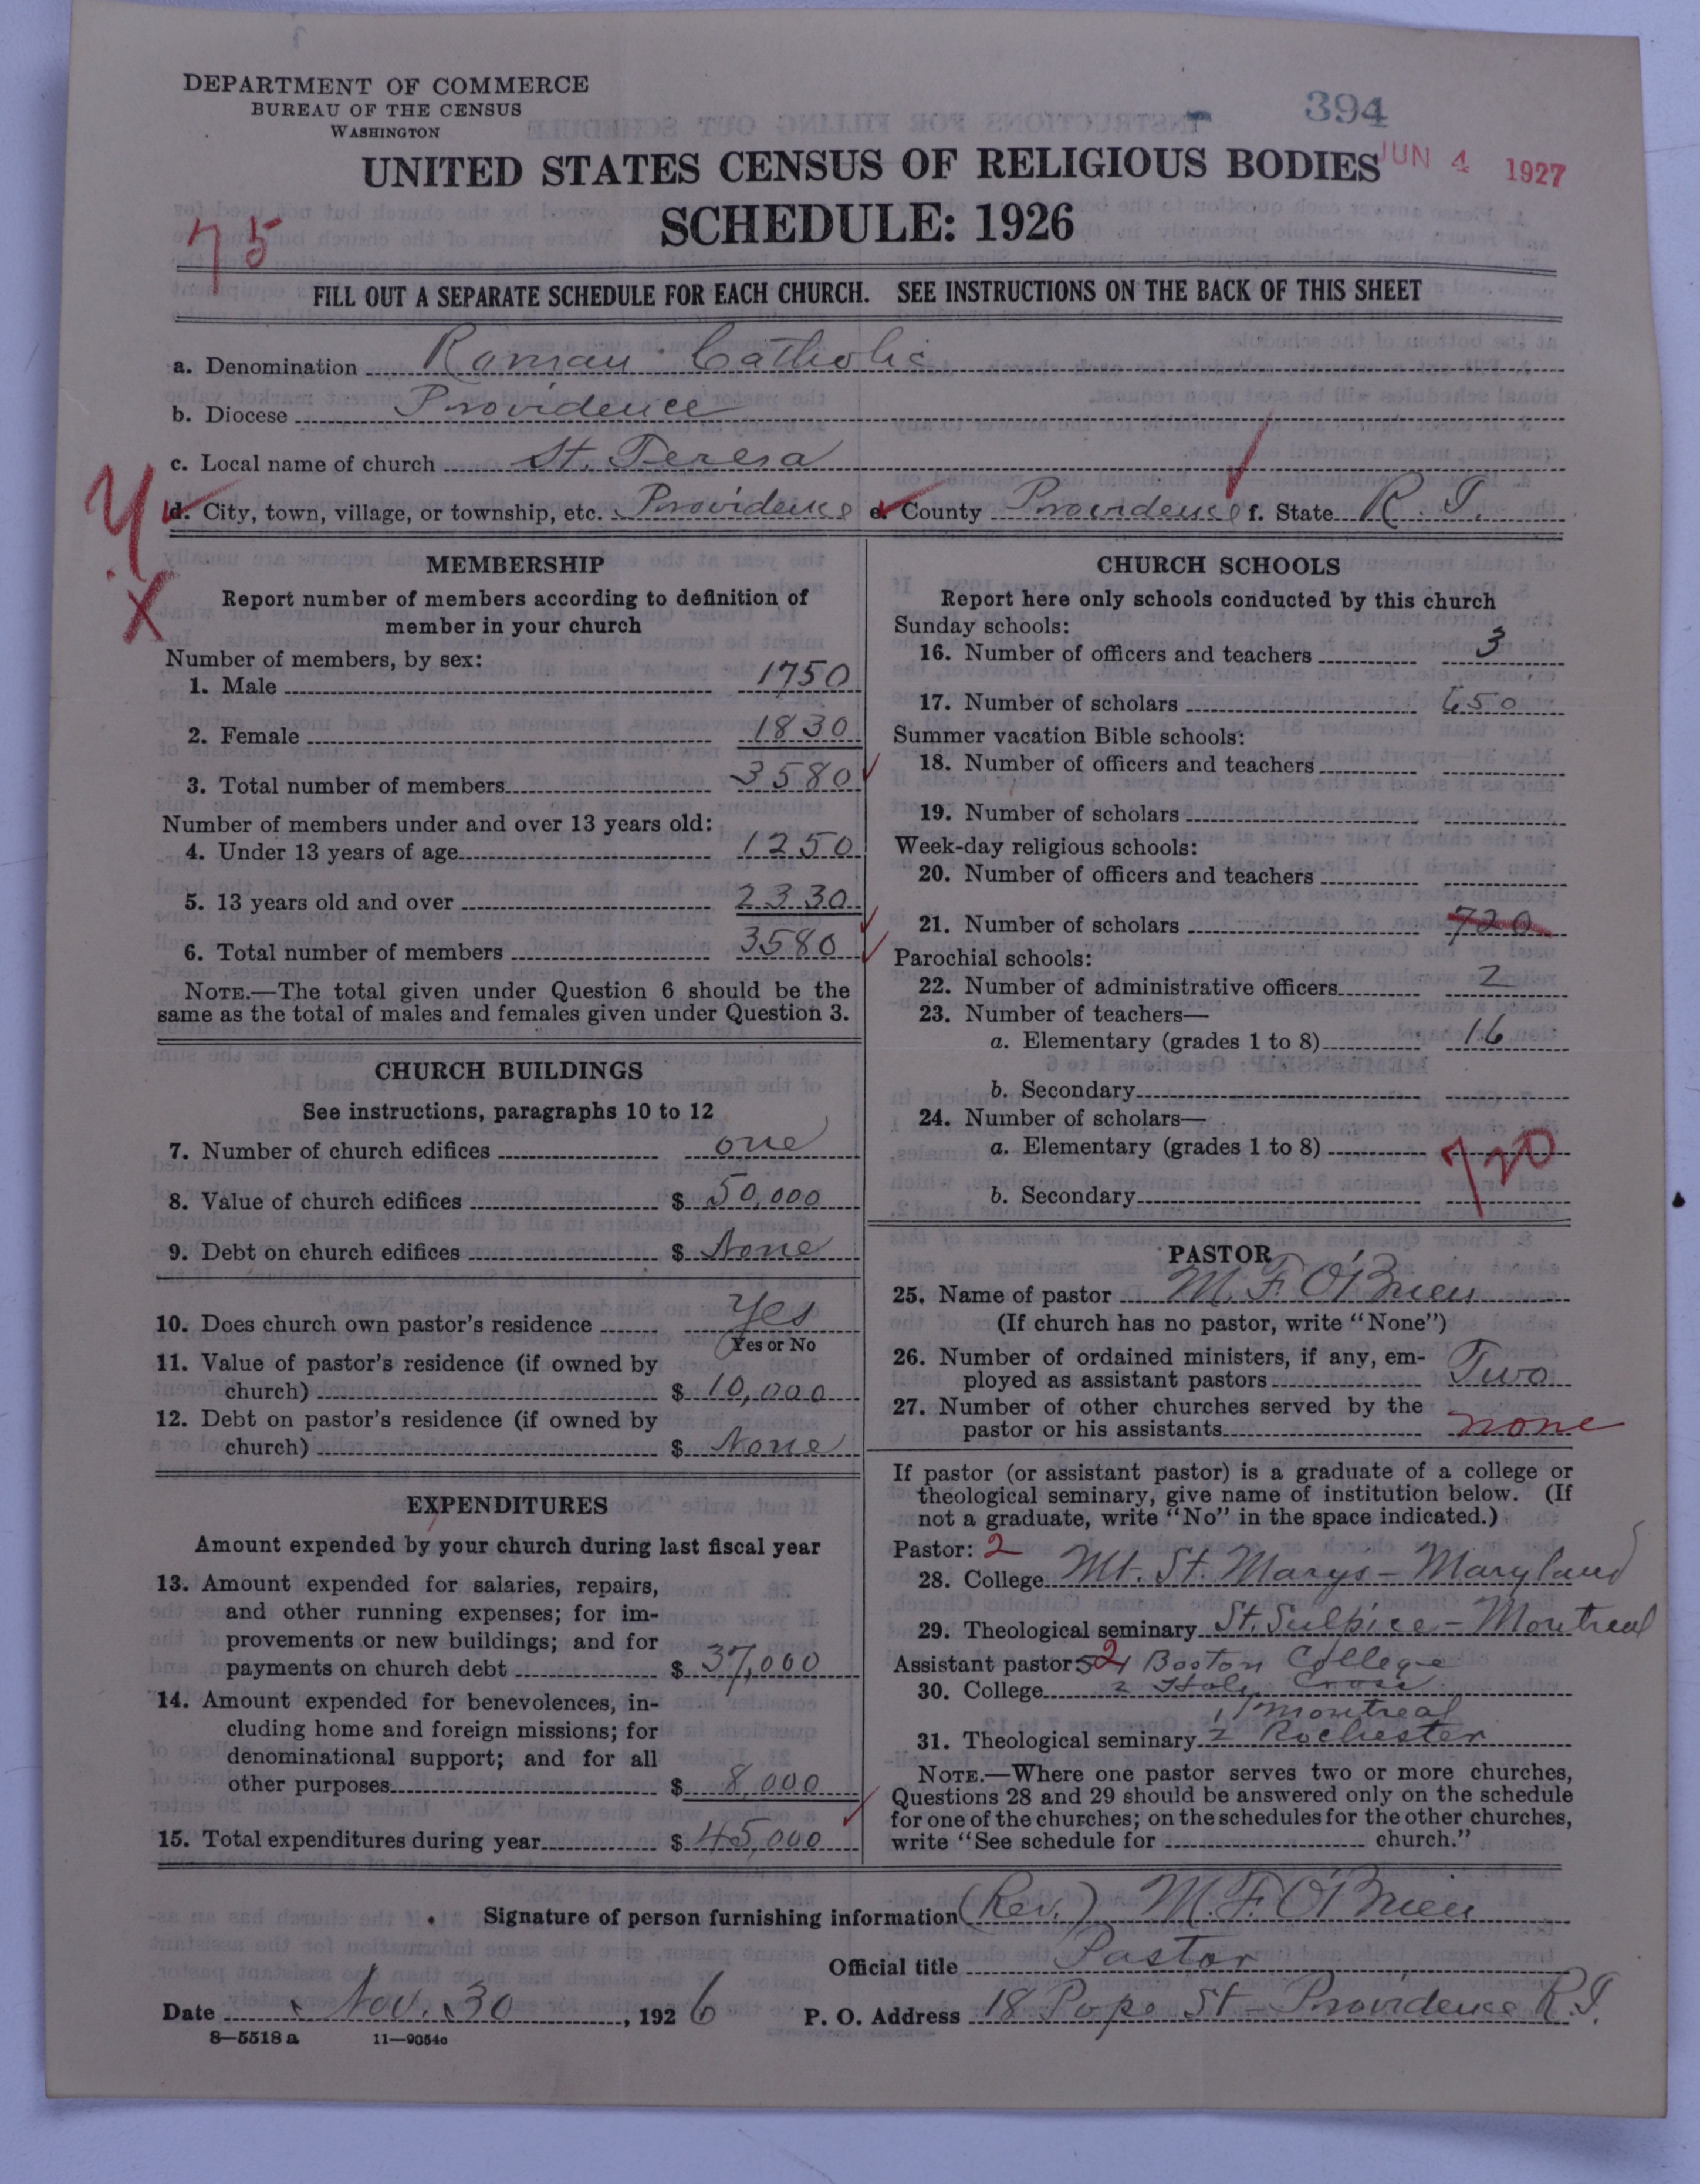 394
DEPARTMENT OF COMMERCE
BUREAU OF THE CENSUS
WASHINGTON
UNITED STATES CENSUS OF RELIGIOUS BODIES
JUN 4 1927
SCHEDULE: 1926
75
FILL OUT A SEPARATE SCHEDULE FOR EACH CHURCH. SEE INSTRUCTIONS ON THE BACK OF THIS SHEET
a. Denomination Roman Catholic
b. Diocese Providence
c. Local name of church St. Teresa
d. City, town, village, or township, etc. Providence e. County Providence f. State R. I.
X
MEMBERSHIP
Report number of members according to definition of
member in your church
Number of members, by sex:
1. Male 1750
2. Female 1830
3. Total number of members 3580
Number of members under and over 13 years old:
4. Under 13 years of age 1250
5. 13 years old and over 2330
6. Total number of members 3580
NOTE.—The total given under Question 6 should be the
same as the total of males and females given under Question 3.
CHURCH BUILDINGS
See instructions, paragraphs 10 to 12
7. Number of church edifices one
8. Value of church edifices $ 50,000
9. Debt on church edifices $ None
10. Does church own pastor's residence Yes
Yes or No
11. Value of pastor's residence (if owned by
church) $ 10,000
12. Debt on pastor's residence (if owned by
church) $ None
EXPENDITURES
Amount expended by your church during last fiscal year
13. Amount expended for salaries, repairs,
and other running expenses; for im-
provements or new buildings; and for
payments on church debt $ 37,000
14. Amount expended for benevolences, in-
cluding home and foreign missions; for
denominational support; and for all
other purposes $ 8,000
15. Total expenditures during year $ 45,000
CHURCH SCHOOLS
Report here only schools conducted by this church
Sunday schools:
16. Number of officers and teachers 3
17. Number of scholars 650
Summer vacation Bible schools:
18. Number of officers and teachers
19. Number of scholars
Week-day religious schools:
20. Number of officers and teachers
21. Number of scholars 720
Parochial schools:
22. Number of administrative officers 2
23. Number of teachers—
a. Elementary (grades 1 to 8) 16
b. Secondary
24. Number of scholars—
a. Elementary (grades 1 to 8) 720
b. Secondary
PASTOR
25. Name of pastor M. F. O'Brien
(If church has no pastor, write "None")
26. Number of ordained ministers, if any, em-
ployed as assistant pastors Two
27. Number of other churches served by the
pastor or his assistants none
If pastor (or assistant pastor) is a graduate of a college or
theological seminary, give name of institution below. (If
not a graduate, write "No" in the space indicated.)
Pastor: 2
28. College Mt. St. Marys - Maryland
29. Theological seminary St. Sulpice - Montreal
Assistant pastor: 2 1 Boston College
30. College 2 Holy Cross
1 Montreal
31. Theological seminary 2 Rochester
NOTE.—Where one pastor serves two or more churches,
Questions 28 and 29 should be answered only on the schedule
for one of the churches; on the schedules for the other churches,
write "See schedule for church."
Signature of person furnishing information (Rev.) M. F. O'Brien
Official title Pastor
Date Nov. 30, 1926 P. O. Address 18 Pope St - Providence R. I.
8—5518 a 11—9054c